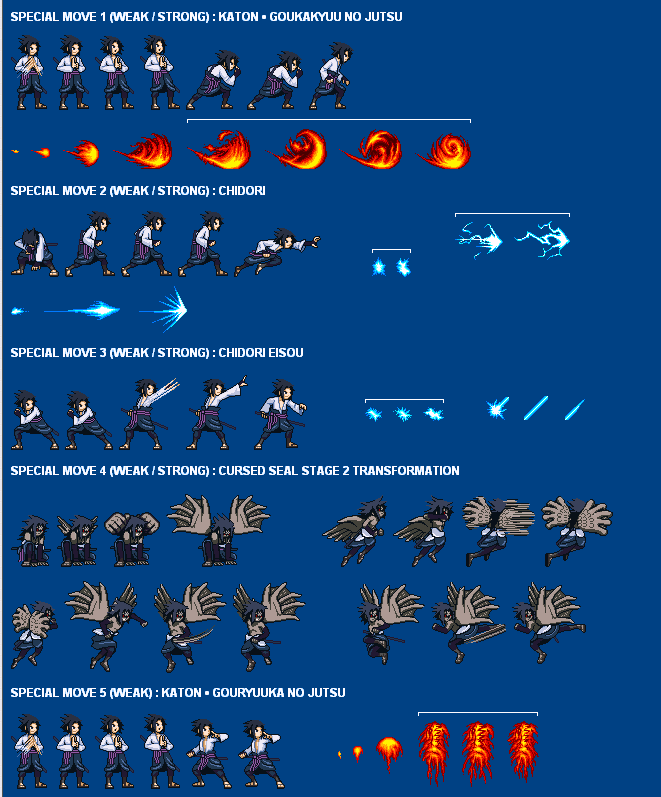 SPECIAL MOVE 1 (WEAK / STRONG) : KATON • GOUKAKYUU NO JUTSU
SPECIAL MOVE 2 (WEAK / STRONG) : CHIDORI
SPECIAL MOVE 3 (WEAK / STRONG) : CHIDORI EISOU
SPECIAL MOVE 4 (WEAK / STRONG) : CURSED SEAL STAGE 2 TRANSFORMATION
SPECIAL MOVE 5 (WEAK) : KATON • GOURYUUKA NO JUTSU